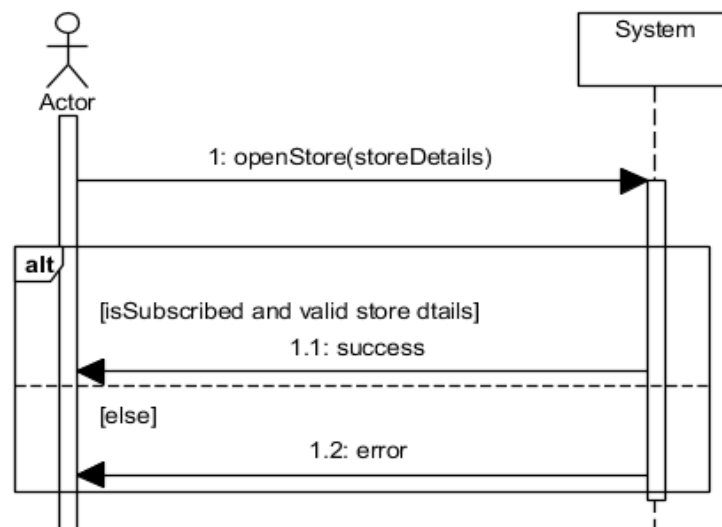 System
Actor
1: openStore(storeDetails)
alt
[isSubscribed and valid store dtails]
1.1: success
[else]
1.2: error